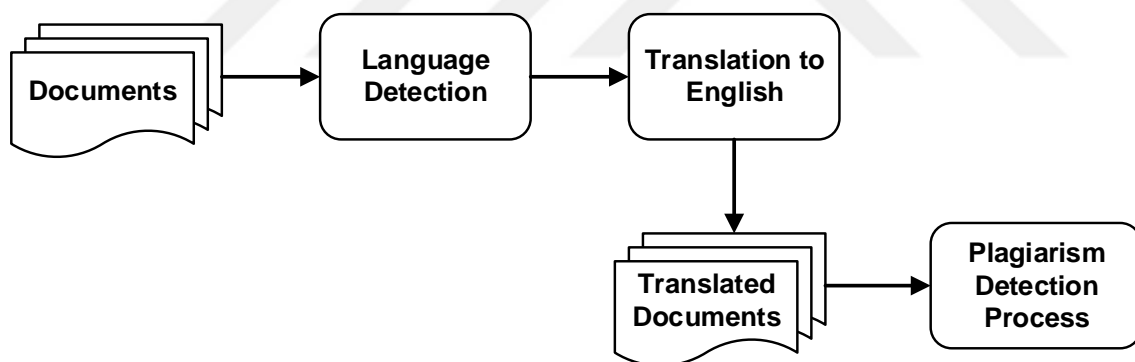 Documents
Language
Detection
Translation to
English
Translated
Documents
Plagiarism
Detection
Process